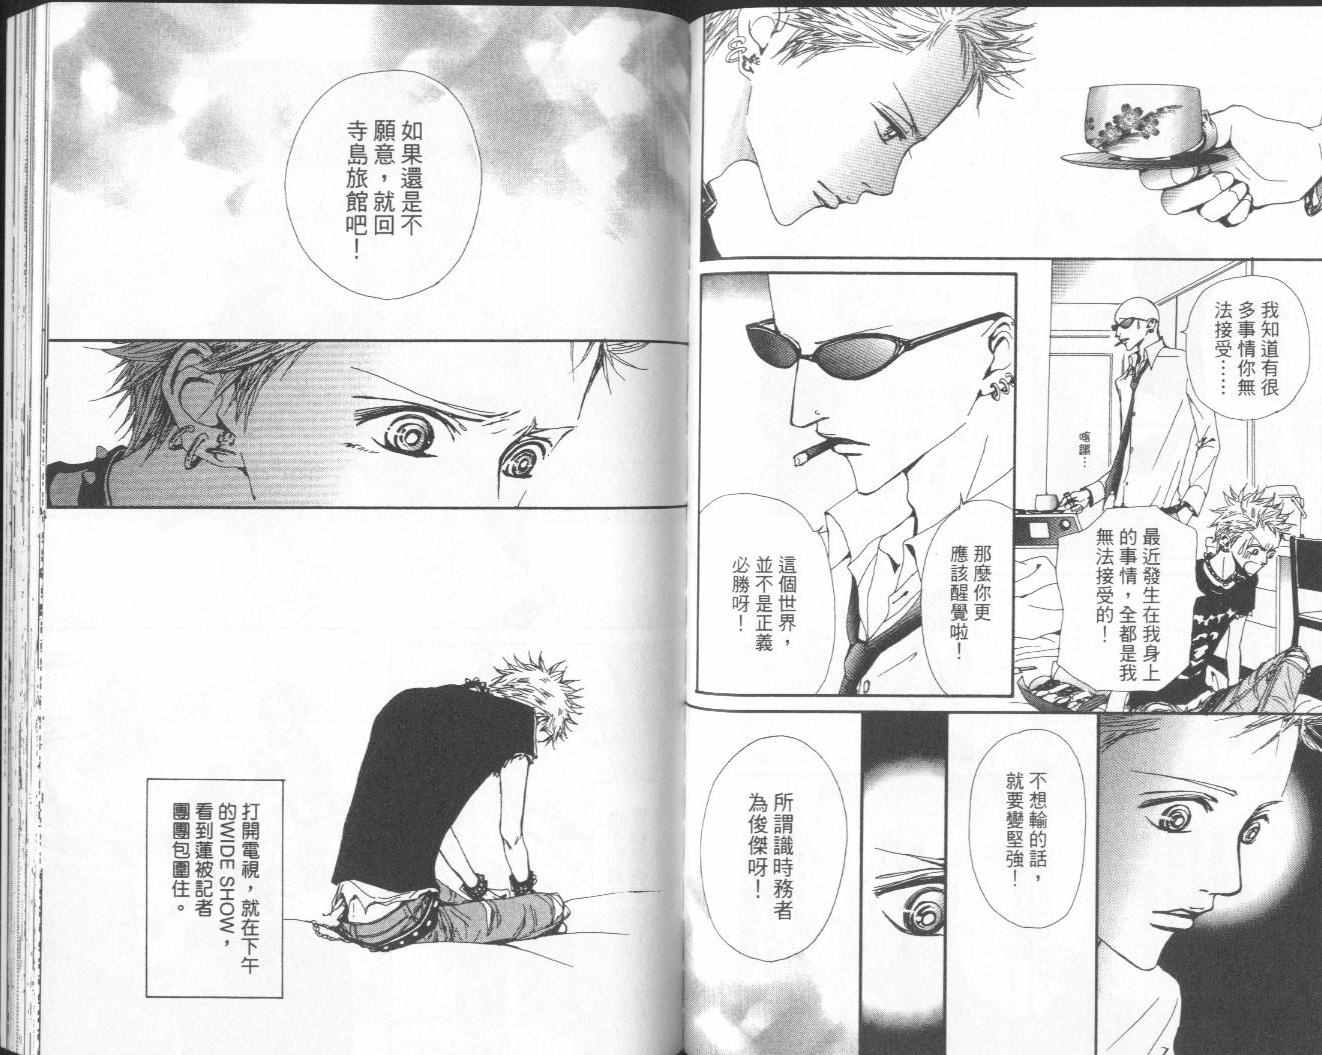 我知道有很
多事情你無
法接受……
喀鏘…
最近發生在我身上
的事情，全都是我
無法接受的！
那麼你更
應該醒覺啦！
這個世界，
並不是正義
必勝呀！
不想輸的話，
就要變堅強！
所謂識時務者
為俊傑呀！
如果還是不
願意，就回
寺島旅館吧！
打開電視，就在下午
的WIDE SHOW，
看到蓮被記者
團團包圍住。